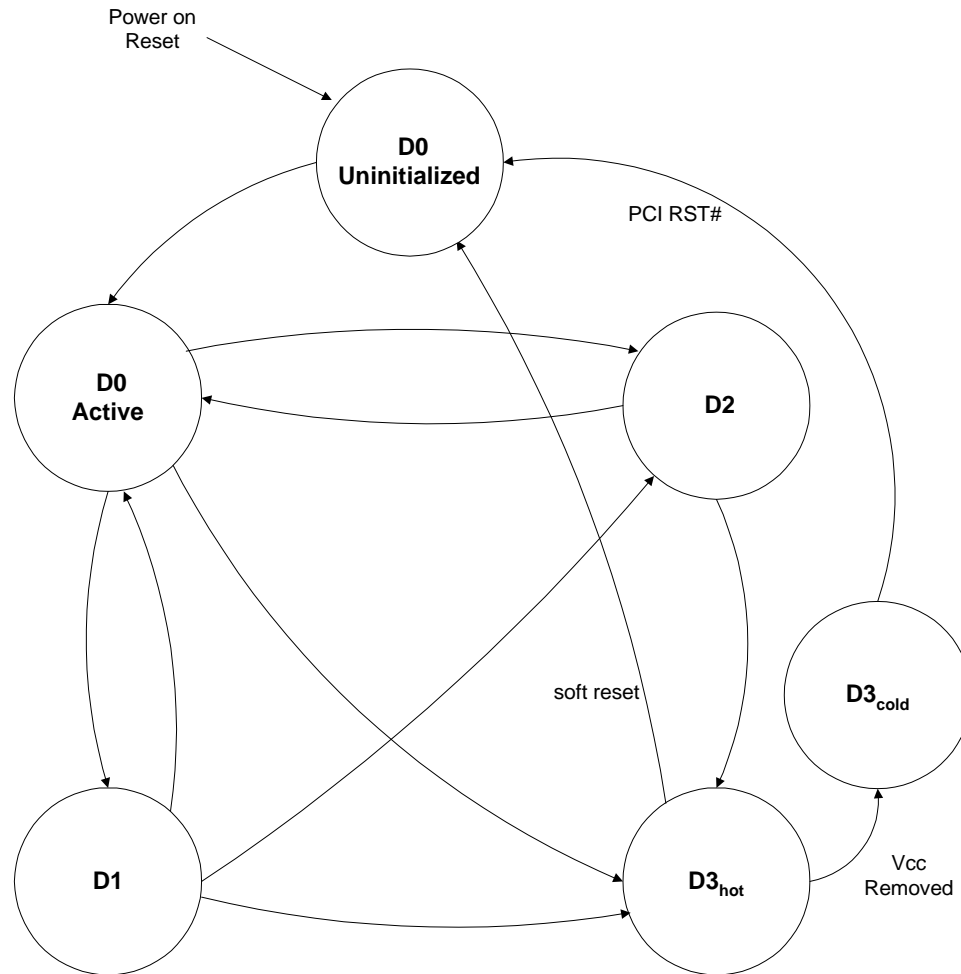 Power on
Reset
D0
Uninitialized
PCI RST#
D0
Active
D2
soft reset
D3cold
D1
D3hot
Vcc
Removed